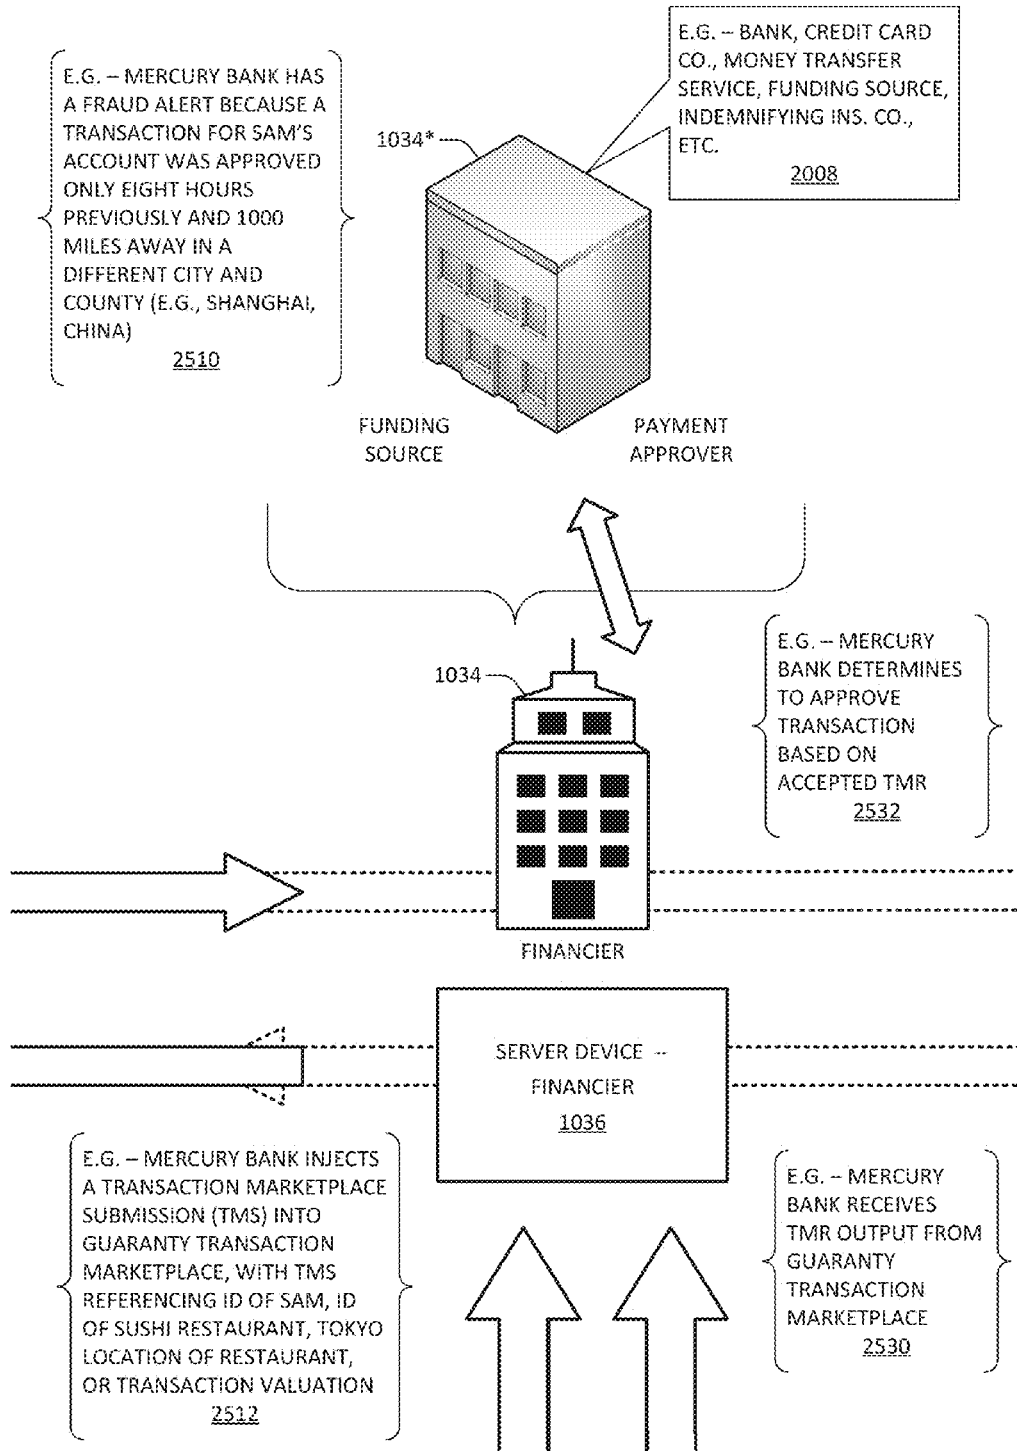 E.G. – BANK, CREDIT CARD
CO., MONEY TRANSFER
SERVICE, FUNDING SOURCE,
INDEMNIFYING INS. CO.,
ETC.
2008
E.G. – MERCURY BANK HAS
A FRAUD ALERT BECAUSE A
TRANSACTION FOR SAM'S
ACCOUNT WAS APPROVED
ONLY EIGHT HOURS
PREVIOUSLY AND 1000
MILES AWAY IN A
DIFFERENT CITY AND
COUNTY (E.G., SHANGHAI,
CHINA)
2510
1034*
FUNDING
SOURCE
PAYMENT
APPROVER
1034
E.G. – MERCURY
BANK DETERMINES
TO APPROVE
TRANSACTION
BASED ON
ACCEPTED TMR
2532
FINANCIER
SERVER DEVICE –
FINANCIER
1036
E.G. – MERCURY BANK INJECTS
A TRANSACTION MARKETPLACE
SUBMISSION (TMS) INTO
GUARANTY TRANSACTION
MARKETPLACE, WITH TMS
REFERENCING ID OF SAM, ID
OF SUSHI RESTAURANT, TOKYO
LOCATION OF RESTAURANT,
OR TRANSACTION VALUATION
2512
E.G. – MERCURY
BANK RECEIVES
TMR OUTPUT FROM
GUARANTY
TRANSACTION
MARKETPLACE
2530